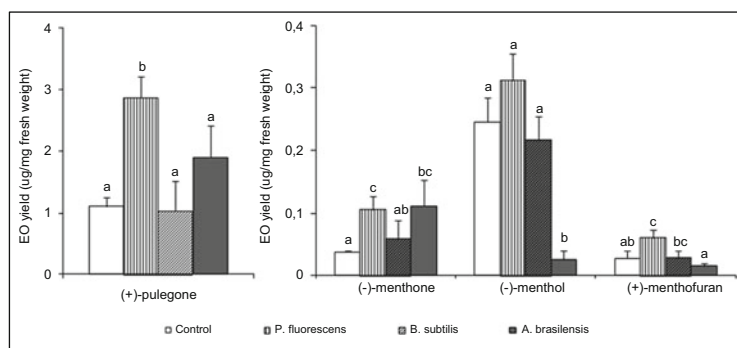 EO yield (ug/mg fresh weight)
4
3
2
1
0
a
b
a
a
(+)-pulegone
EO yield (ug/mg fresh weight)
0,4
0,3
0,2
0,1
0
a
c
ab
bc
a
a
a
b
ab
c
bc
a
(-)-menthone
(-)-menthol
(+)-menthofuran
Control
P. fluorescens
B. subtilis
A. brasilensis